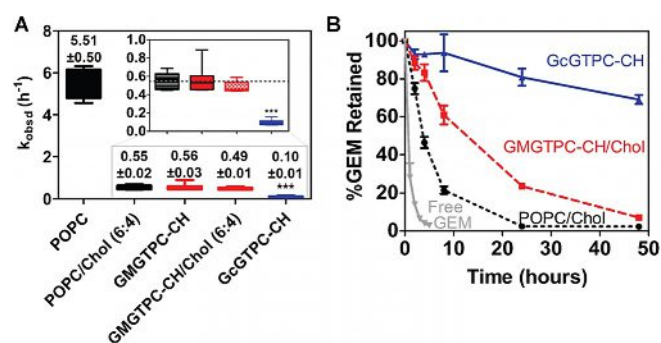 A
k_obsd (h⁻¹)
8
6
4
2
0
5.51
±0.50
1.0
0.8
0.6
0.4
0.2
0.0
***
0.55
±0.02
0.56
±0.03
0.49
±0.01
0.10
±0.01
***
POPC
POPC/Chol (6:4)
GMGTPC-CH
GMGTPC-CH/Chol (6:4)
GcGTPC-CH
B
%GEM Retained
100
80
60
40
20
0
GcGTPC-CH
GMGTPC-CH/Chol
Free
GEM
POPC/Chol
0
10
20
30
40
50
Time (hours)